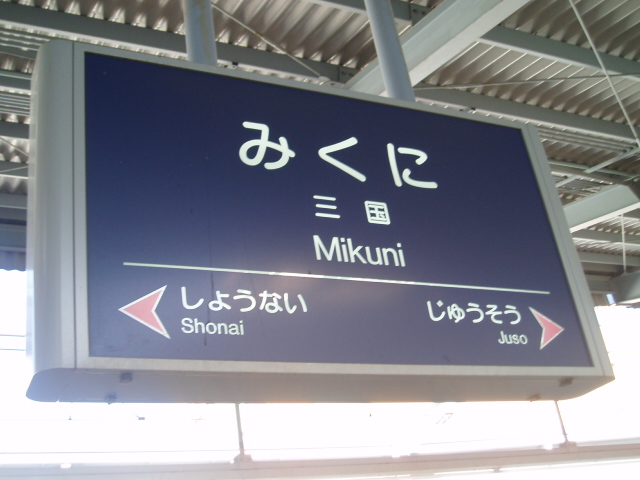 みくに
三国
Mikuni
しょうない じゅうそう
Shonai Juso